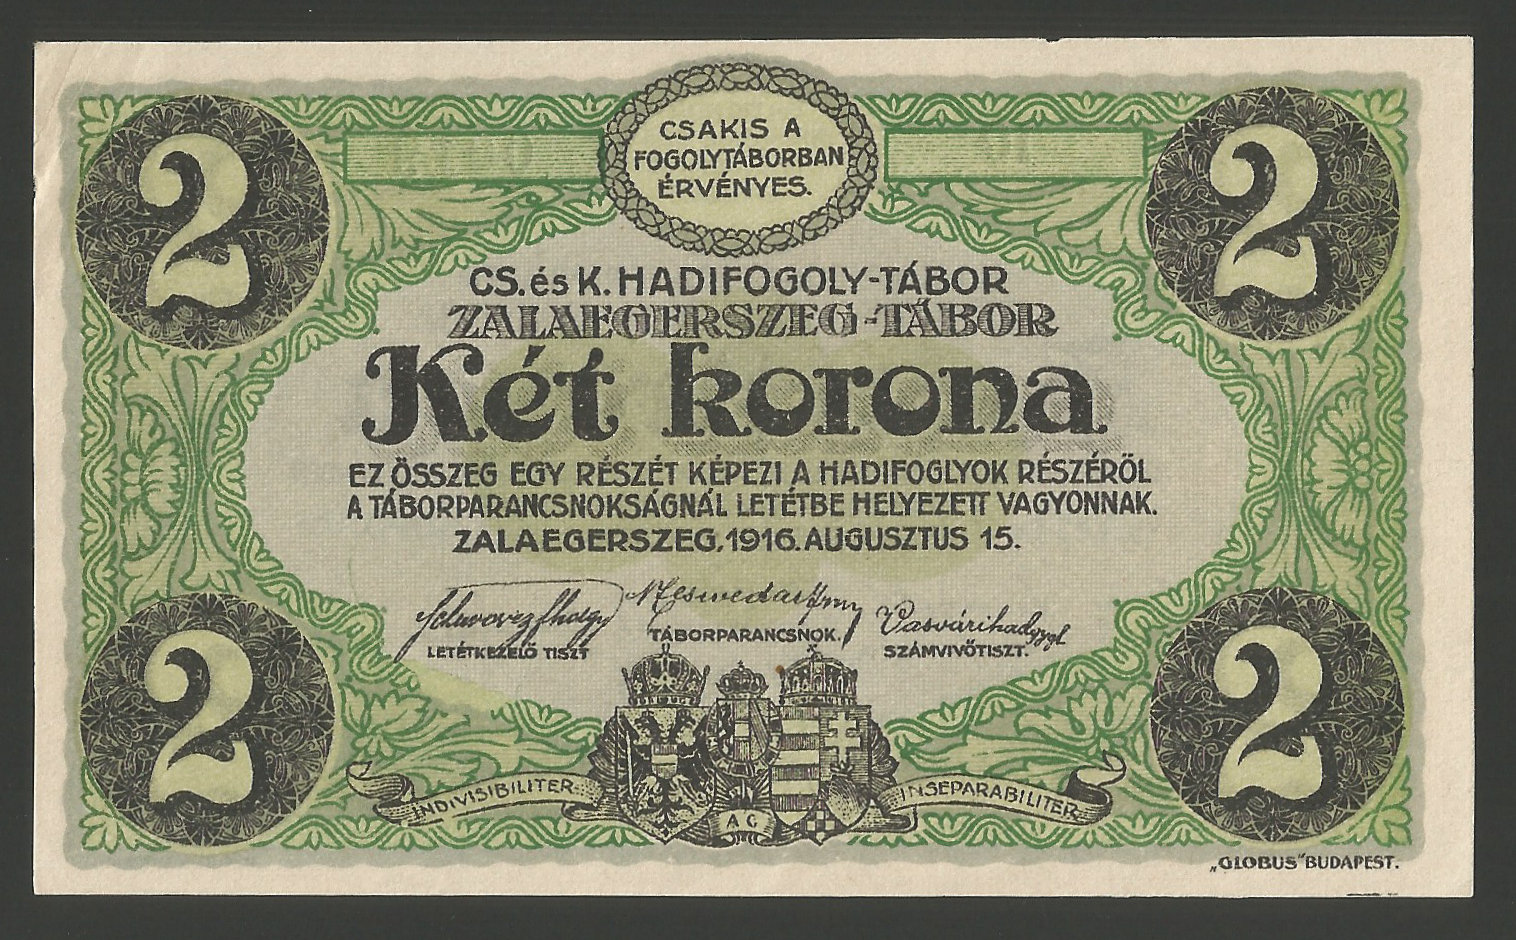 2
2
CSAKIS A
FOGOLYTÁBORBAN
ÉRVÉNYES.
CS. és K. HADIFOGOLY-TÁBOR
ZALAEGERSZEG-TÁBOR
Két korona
EZ ÖSSZEG EGY RÉSZÉT KÉPEZI A HADIFOGLYOK RÉSZÉRŐL
A TÁBORPARANCSNOKSÁGNÁL LETÉTBE HELYEZETT VAGYONNAK.
ZALAEGERSZEG, 1916. AUGUSZTUS 15.
Vasvári
LETÉTKEZELŐ TISZT
TÁBORPARANCSNOK.
SZÁMVIVŐTISZT.
2
2
INDIVISIBILITER
AC
INSEPARABILITER
„GLOBUS" BUDAPEST.